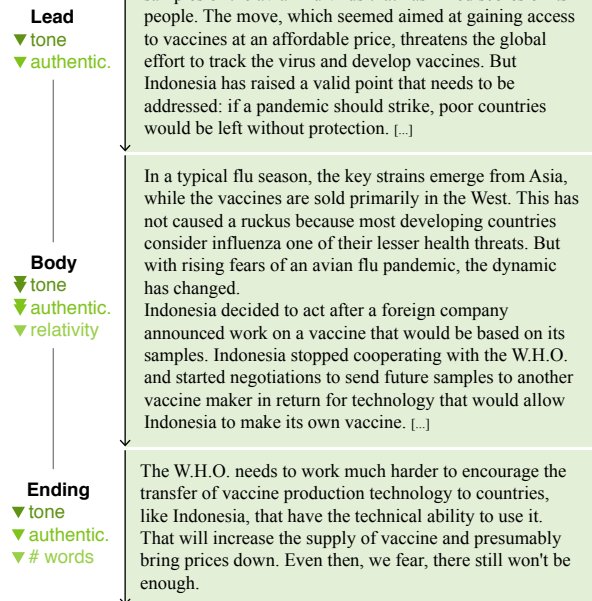 Lead
▼ tone
▼ authentic.
people. The move, which seemed aimed at gaining access
to vaccines at an affordable price, threatens the global
effort to track the virus and develop vaccines. But
Indonesia has raised a valid point that needs to be
addressed: if a pandemic should strike, poor countries
would be left without protection. [...]
Body
tone
authentic.
▼ relativity
In a typical flu season, the key strains emerge from Asia,
while the vaccines are sold primarily in the West. This has
not caused a ruckus because most developing countries
consider influenza one of their lesser health threats. But
with rising fears of an avian flu pandemic, the dynamic
has changed.
Indonesia decided to act after a foreign company
announced work on a vaccine that would be based on its
samples. Indonesia stopped cooperating with the W.H.O.
and started negotiations to send future samples to another
vaccine maker in return for technology that would allow
Indonesia to make its own vaccine. [...]
Ending
▼ tone
▼ authentic.
▼ # words
The W.H.O. needs to work much harder to encourage the
transfer of vaccine production technology to countries,
like Indonesia, that have the technical ability to use it.
That will increase the supply of vaccine and presumably
bring prices down. Even then, we fear, there still won't be
enough.